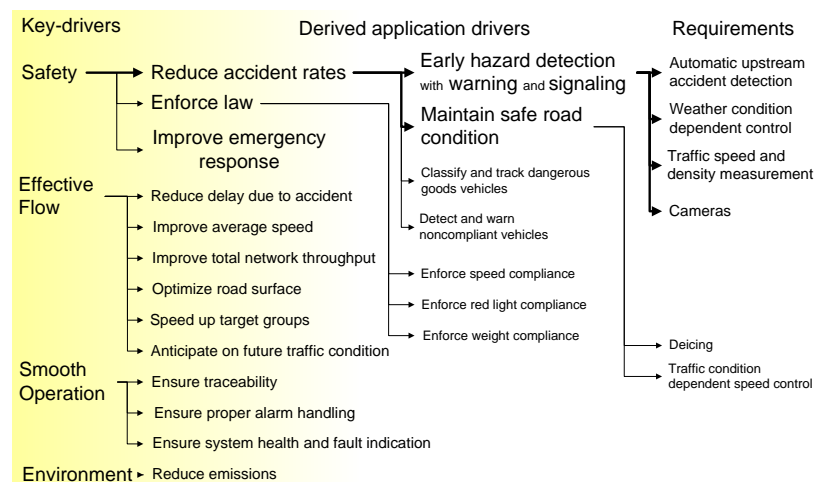 Key-drivers
Derived application drivers
Requirements
Safety
Reduce accident rates
Enforce law
Improve emergency
response
Effective
Flow
Reduce delay due to accident
Improve average speed
Improve total network throughput
Optimize road surface
Speed up target groups
Anticipate on future traffic condition
Smooth
Operation
Ensure traceability
Ensure proper alarm handling
Ensure system health and fault indication
Environment
Reduce emissions
Early hazard detection
with warning and signaling
Maintain safe road
condition
Classify and track dangerous
goods vehicles
Detect and warn
noncompliant vehicles
Enforce speed compliance
Enforce red light compliance
Enforce weight compliance
Automatic upstream
accident detection
Weather condition
dependent control
Traffic speed and
density measurement
Cameras
Deicing
Traffic condition
dependent speed control